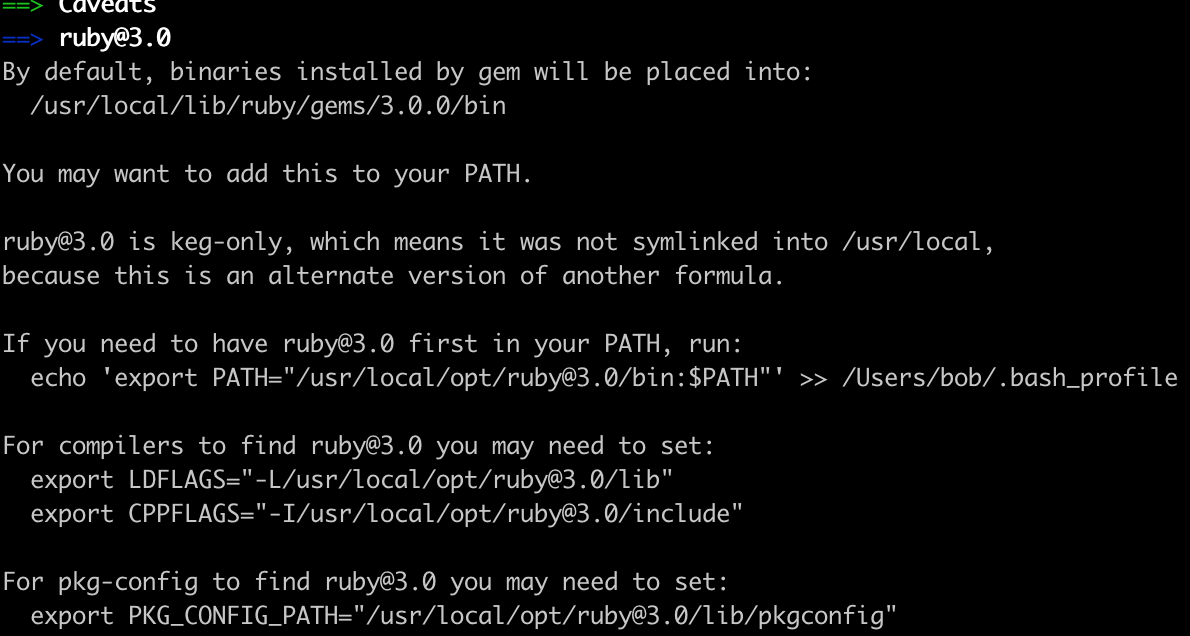 ==> Caveats
==> ruby@3.0
By default, binaries installed by gem will be placed into:
  /usr/local/lib/ruby/gems/3.0.0/bin

You may want to add this to your PATH.

ruby@3.0 is keg-only, which means it was not symlinked into /usr/local,
because this is an alternate version of another formula.

If you need to have ruby@3.0 first in your PATH, run:
  echo 'export PATH="/usr/local/opt/ruby@3.0/bin:$PATH"' >> /Users/bob/.bash_profile

For compilers to find ruby@3.0 you may need to set:
  export LDFLAGS="-L/usr/local/opt/ruby@3.0/lib"
  export CPPFLAGS="-I/usr/local/opt/ruby@3.0/include"

For pkg-config to find ruby@3.0 you may need to set:
  export PKG_CONFIG_PATH="/usr/local/opt/ruby@3.0/lib/pkgconfig"